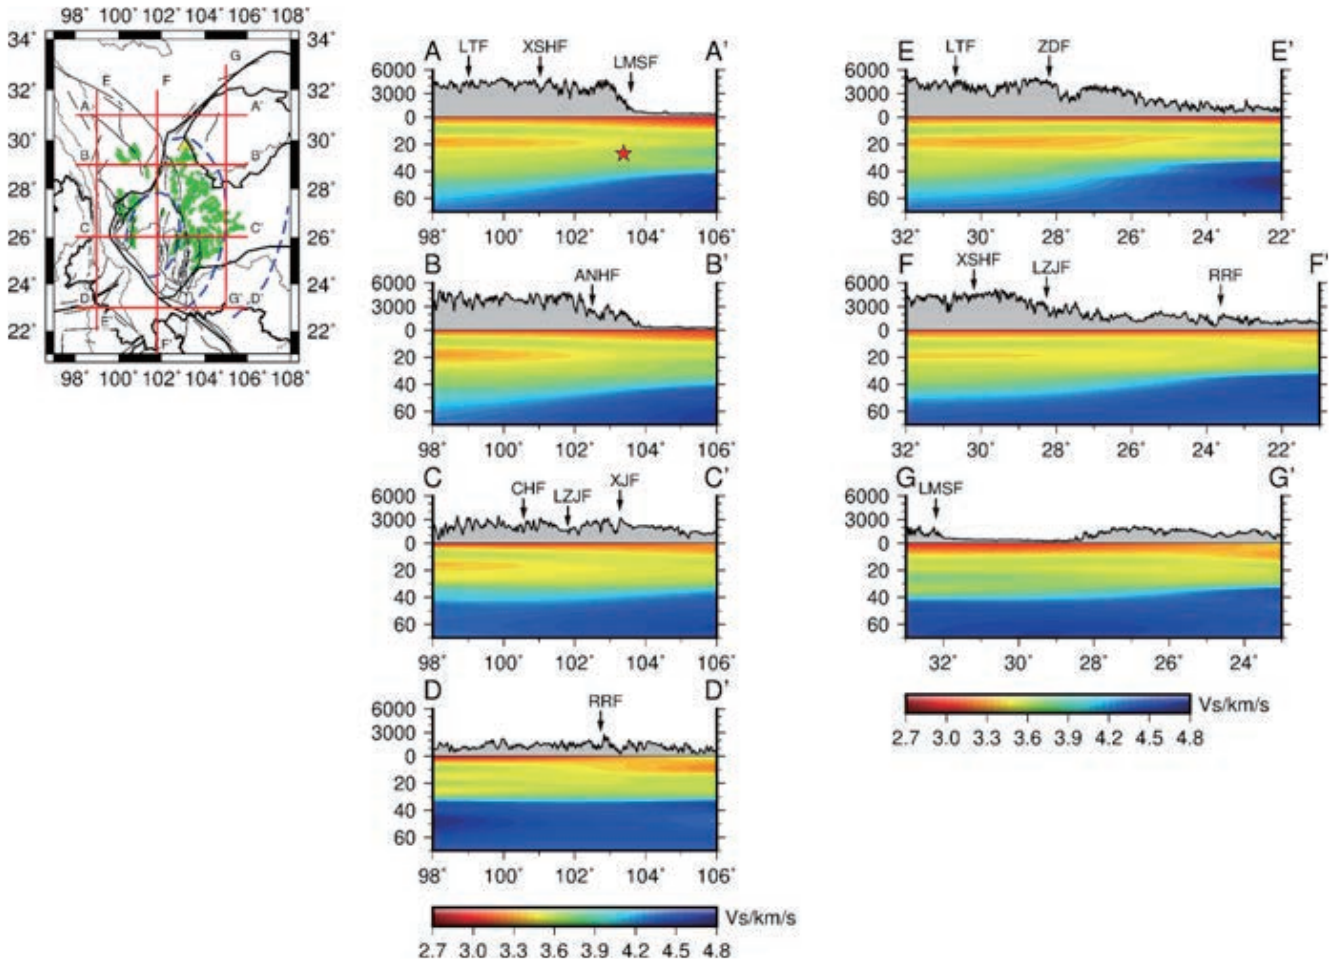 98° 100° 102° 104° 106° 108°
34° 34°
32° 32°
30° 30°
28° 28°
26° 26°
24° 24°
22° 22°
98° 100° 102° 104° 106° 108°
E F G
A A'
B B'
C C'
D G' D'
E'
F'
A A'
LTF XSHF LMSF
6000
3000
0
20
40
60
98° 100° 102° 104° 106°
B B'
ANHF
6000
3000
0
20
40
60
98° 100° 102° 104° 106°
C C'
CHF LZJF XJF
6000
3000
0
20
40
60
98° 100° 102° 104° 106°
D D'
RRF
6000
3000
0
20
40
60
98° 100° 102° 104° 106°
Vs/km/s
2.7 3.0 3.3 3.6 3.9 4.2 4.5 4.8
E E'
LTF ZDF
6000
3000
0
20
40
60
32° 30° 28° 26° 24° 22°
F F'
XSHF LZJF RRF
6000
3000
0
20
40
60
32° 30° 28° 26° 24° 22°
G G'
LMSF
6000
3000
0
20
40
60
32° 30° 28° 26° 24°
Vs/km/s
2.7 3.0 3.3 3.6 3.9 4.2 4.5 4.8